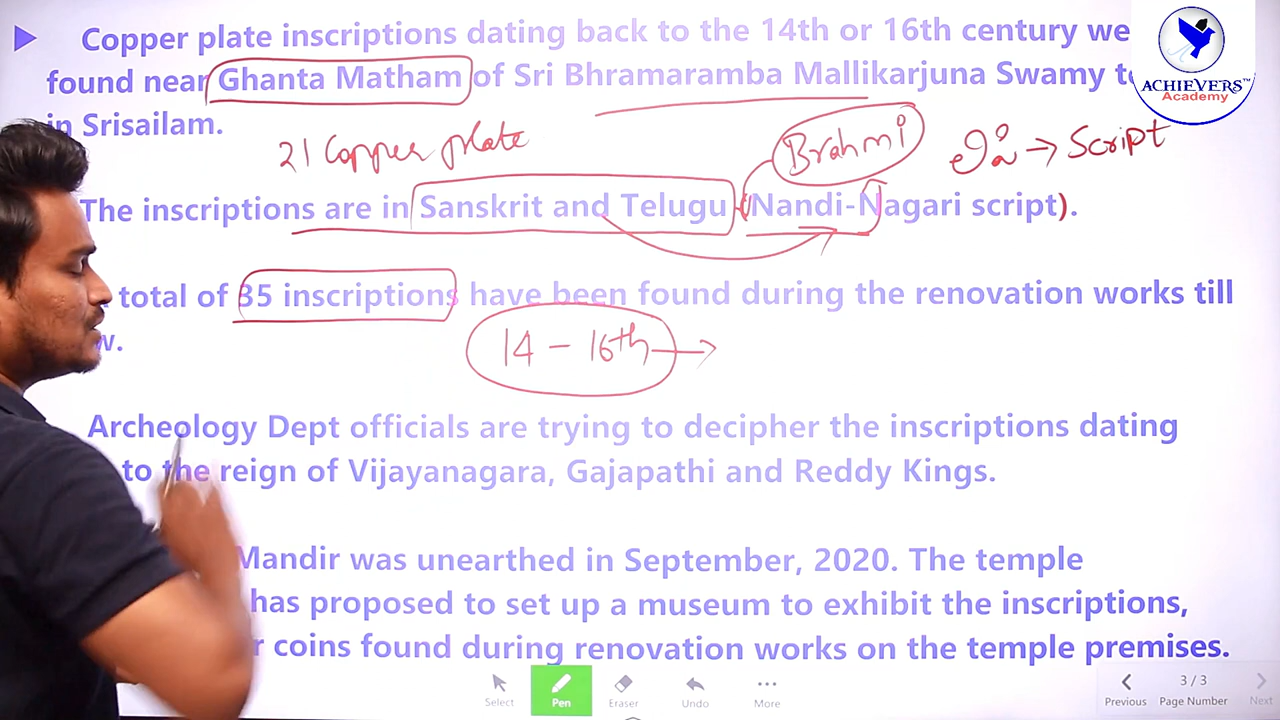 Copper plate inscriptions dating back to the 14th or 16th century we
found near Ghanta Matham of Sri Bhramaramba Mallikarjuna Swamy t
in Srisailam.
ACHIEVERS™
Academy
21 Copper plate
Brahmi
→ Script
The inscriptions are in Sanskrit and Telugu (Nandi-Nagari script).
total of 35 inscriptions have been found during the renovation works till
w.
14 – 16th →
Archeology Dept officials are trying to decipher the inscriptions dating
to the reign of Vijayanagara, Gajapathi and Reddy Kings.
Mandir was unearthed in September, 2020. The temple
has proposed to set up a museum to exhibit the inscriptions,
r coins found during renovation works on the temple premises.
Select
Pen
Eraser
Undo
More
Previous
3/3
Page Number
Next